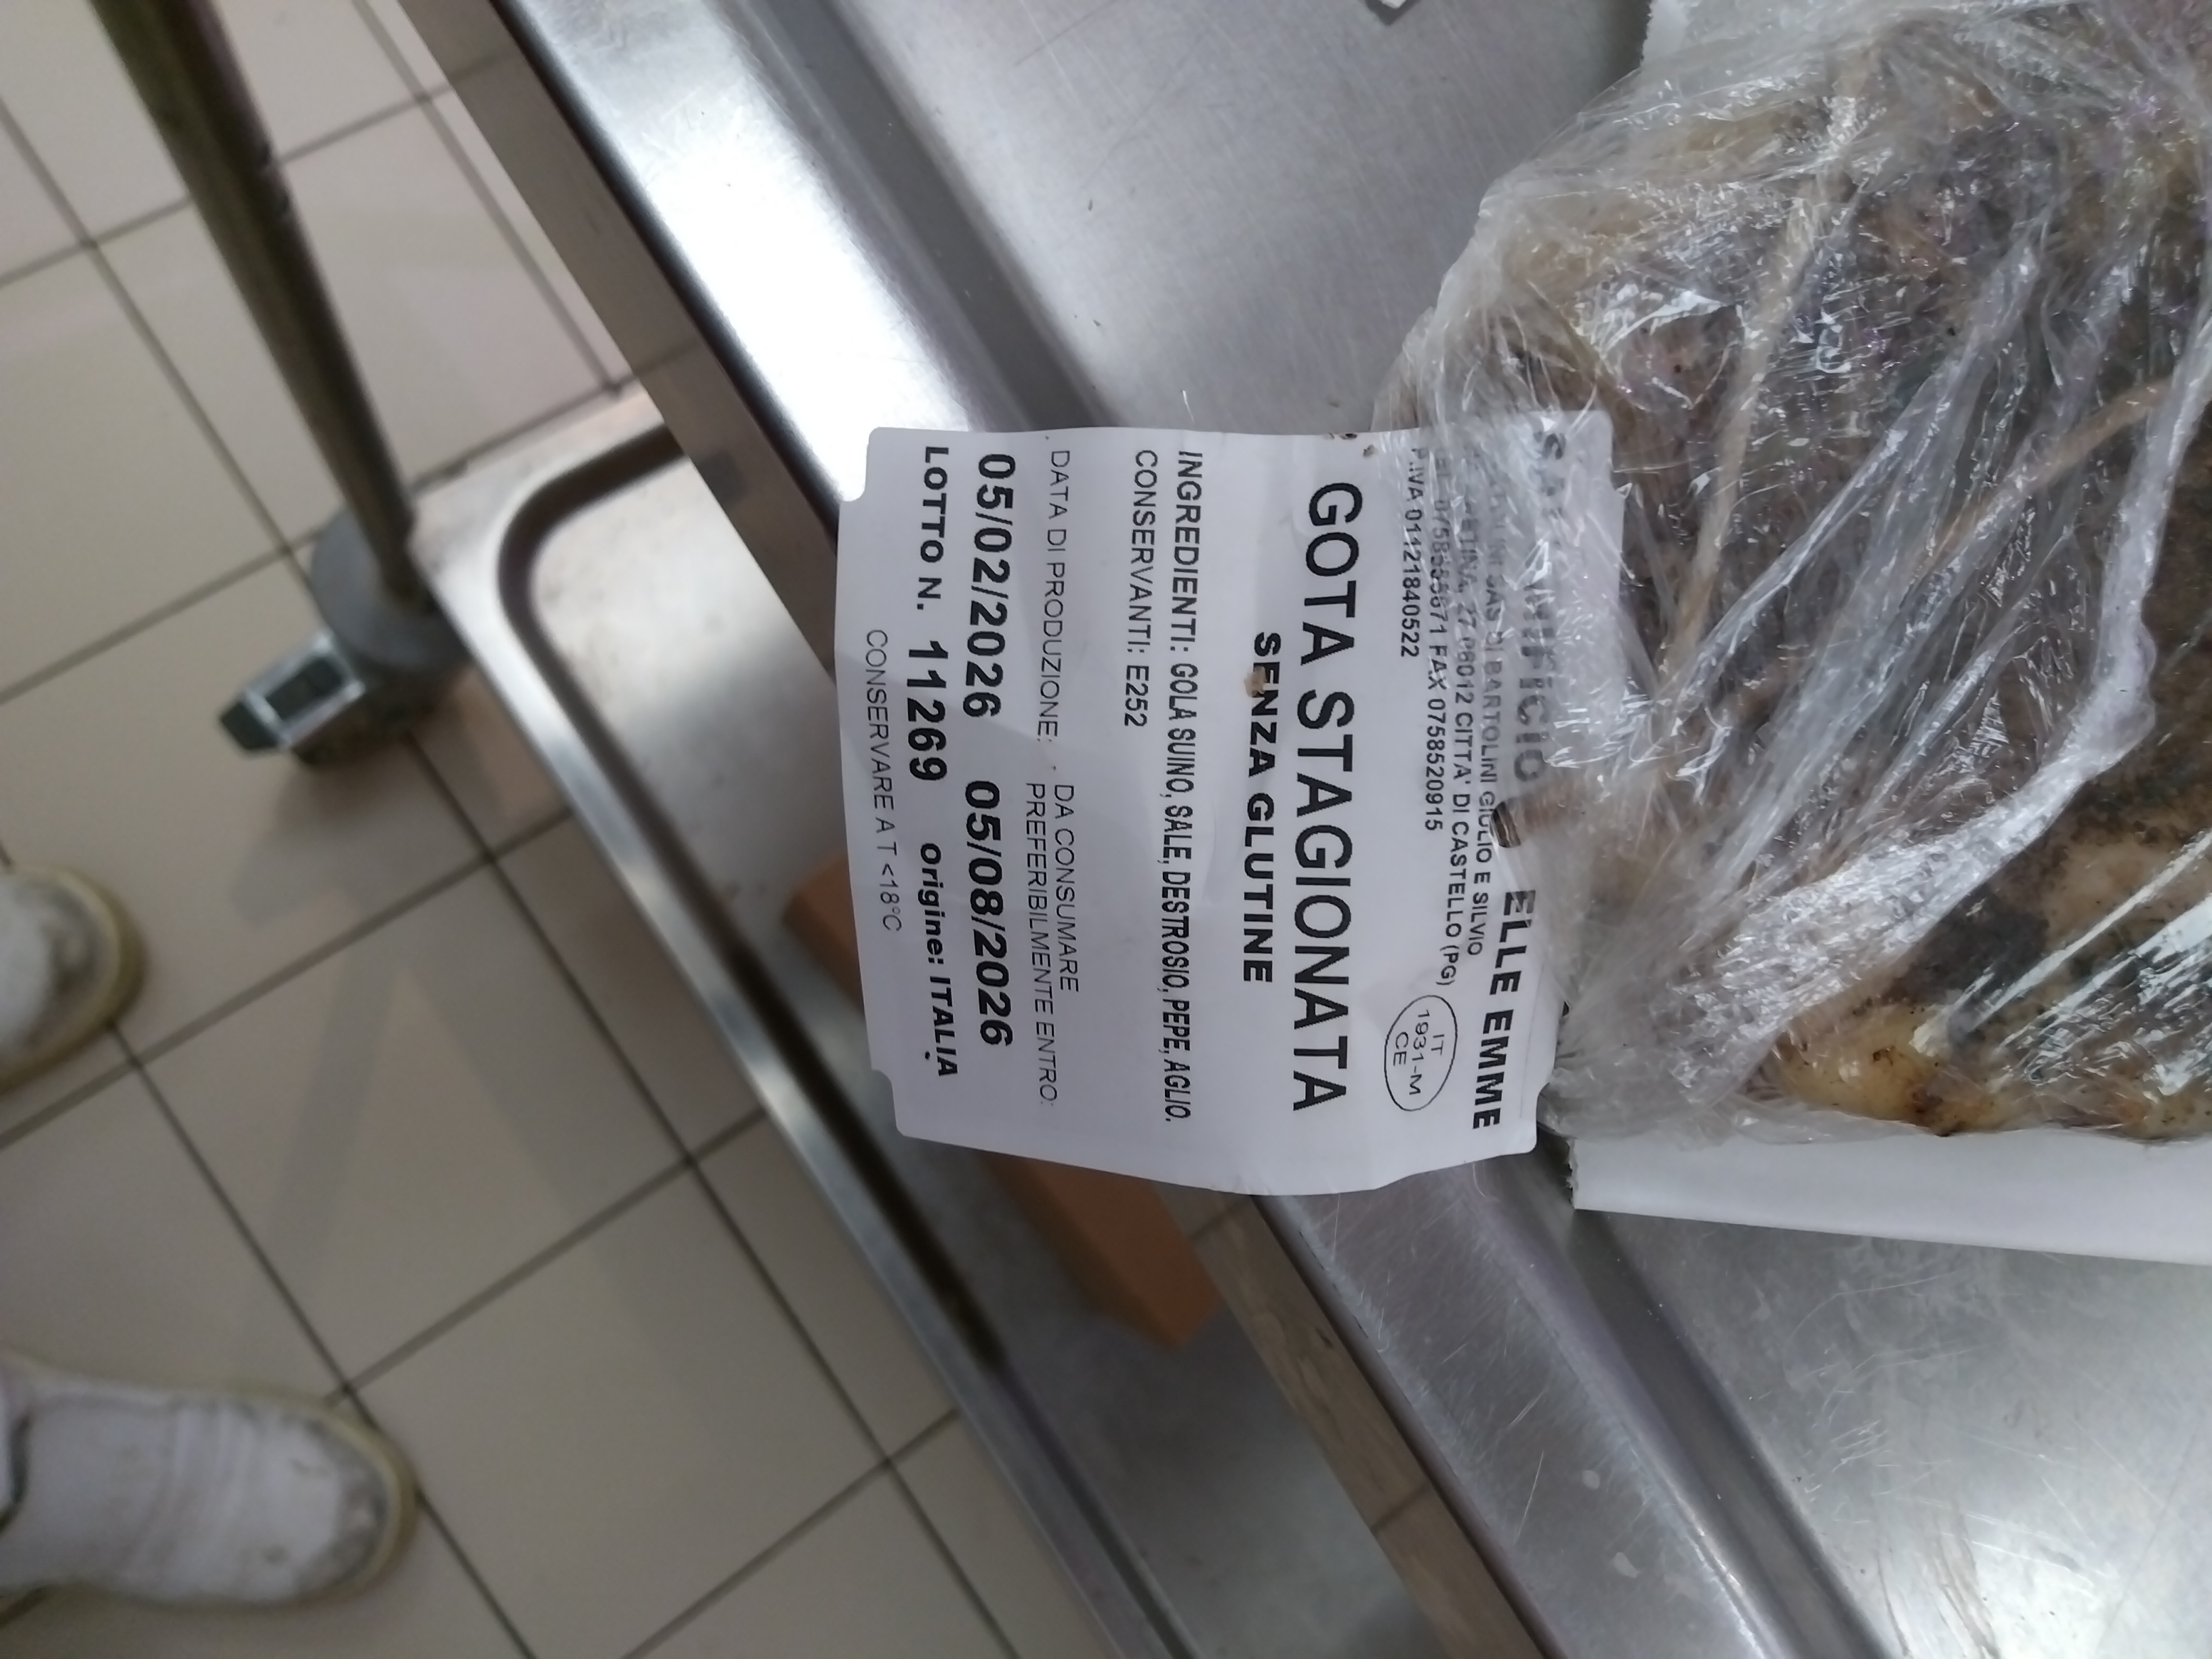 ELLE EMME
BARTOLINI GIULIO E SILVIO
06012 CITTA' DI CASTELLO (PG)
FAX 0758520915
P.IVA 01121840522
IT
1931-M
CE
GOTA STAGIONATA
SENZA GLUTINE
INGREDIENTI: GOLA SUINO, SALE, DESTROSIO, PEPE, AGLIO.
CONSERVANTI: E252
DATA DI PRODUZIONE: DA CONSUMARE
PREFERIBILMENTE ENTRO:
05/02/2026 05/08/2026
LOTTO N. 11269 origine: ITALIA
CONSERVARE A T <18°C